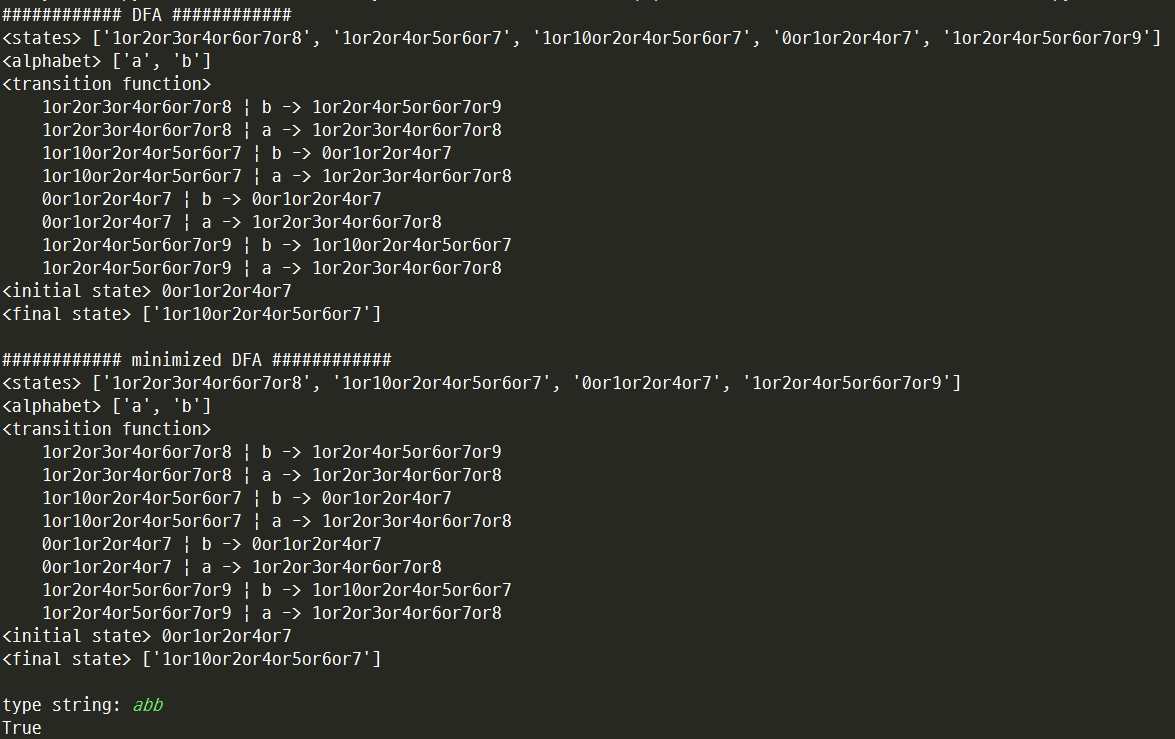 ############ DFA ############
<states> ['1or2or3or4or6or7or8', '1or2or4or5or6or7', '1or10or2or4or5or6or7', '0or1or2or4or7', '1or2or4or5or6or7or9']
<alphabet> ['a', 'b']
<transition function>
1or2or3or4or6or7or8 ¦ b -> 1or2or4or5or6or7or9
1or2or3or4or6or7or8 ¦ a -> 1or2or3or4or6or7or8
1or10or2or4or5or6or7 ¦ b -> 0or1or2or4or7
1or10or2or4or5or6or7 ¦ a -> 1or2or3or4or6or7or8
0or1or2or4or7 ¦ b -> 0or1or2or4or7
0or1or2or4or7 ¦ a -> 1or2or3or4or6or7or8
1or2or4or5or6or7or9 ¦ b -> 1or10or2or4or5or6or7
1or2or4or5or6or7or9 ¦ a -> 1or2or3or4or6or7or8
<initial state> 0or1or2or4or7
<final state> ['1or10or2or4or5or6or7']
############ minimized DFA ############
<states> ['1or2or3or4or6or7or8', '1or10or2or4or5or6or7', '0or1or2or4or7', '1or2or4or5or6or7or9']
<alphabet> ['a', 'b']
<transition function>
1or2or3or4or6or7or8 ¦ b -> 1or2or4or5or6or7or9
1or2or3or4or6or7or8 ¦ a -> 1or2or3or4or6or7or8
1or10or2or4or5or6or7 ¦ b -> 0or1or2or4or7
1or10or2or4or5or6or7 ¦ a -> 1or2or3or4or6or7or8
0or1or2or4or7 ¦ b -> 0or1or2or4or7
0or1or2or4or7 ¦ a -> 1or2or3or4or6or7or8
1or2or4or5or6or7or9 ¦ b -> 1or10or2or4or5or6or7
1or2or4or5or6or7or9 ¦ a -> 1or2or3or4or6or7or8
<initial state> 0or1or2or4or7
<final state> ['1or10or2or4or5or6or7']
type string: abb
True